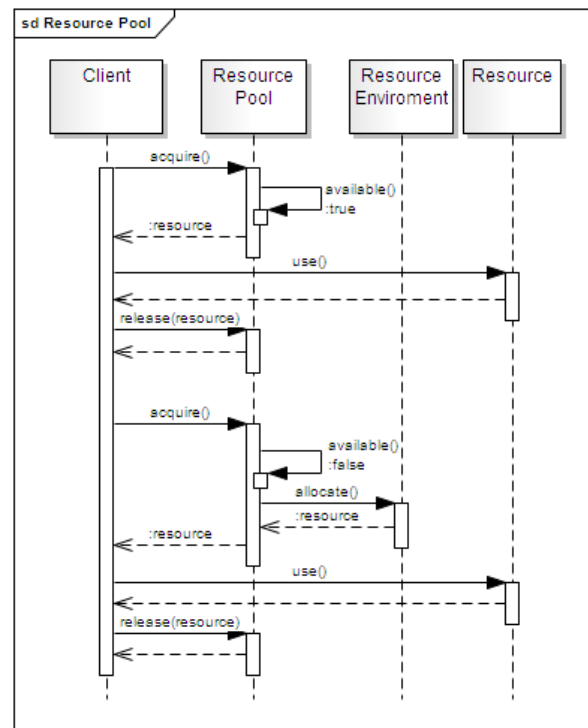 sd Resource Pool
Client
Resource
Pool
Resource
Enviroment
Resource
acquire()
available()
:true
:resource
use()
release(resource)
acquire()
available()
:false
allocate()
:resource
:resource
use()
release(resource)